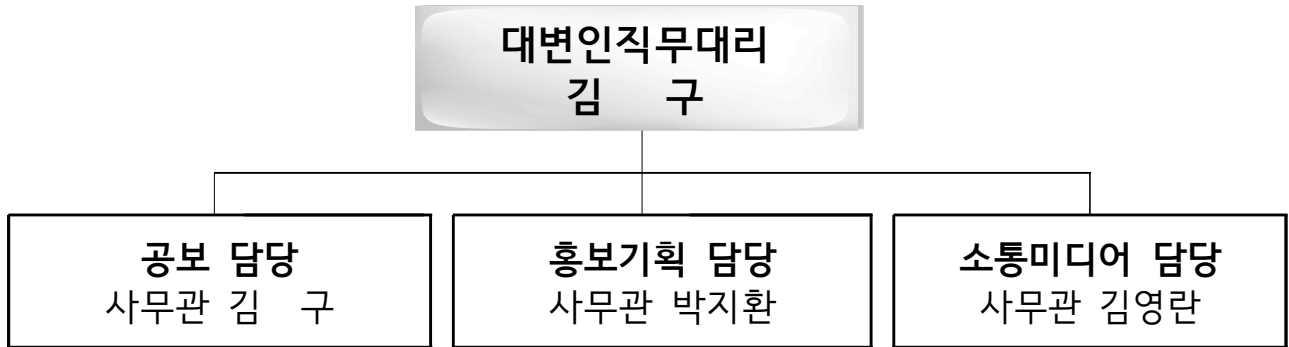 대변인직무대리
김 구
공보 담당
사무관 김 구
홍보기획 담당
사무관 박지환
소통미디어 담당
사무관 김영란